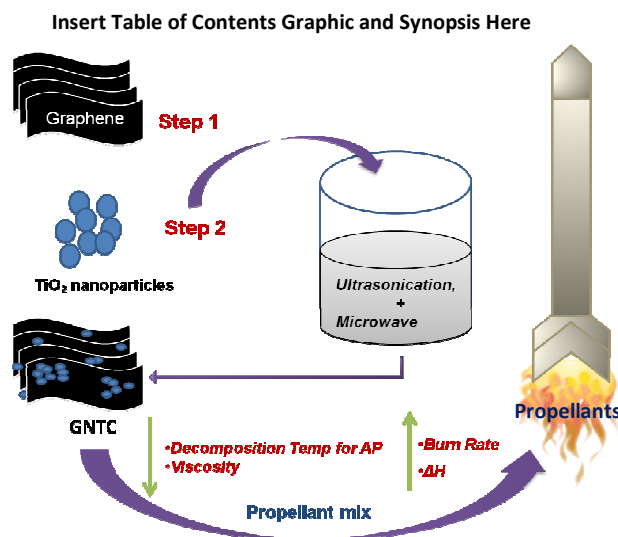 Insert Table of Contents Graphic and Synopsis Here
Graphene
Step 1
Step 2
TiO₂ nanoparticles
Ultrasonication,
+
Microwave
GNTC
•Decomposition Temp for AP
•Viscosity
•Burn Rate
•ΔH
Propellants
Propellant mix